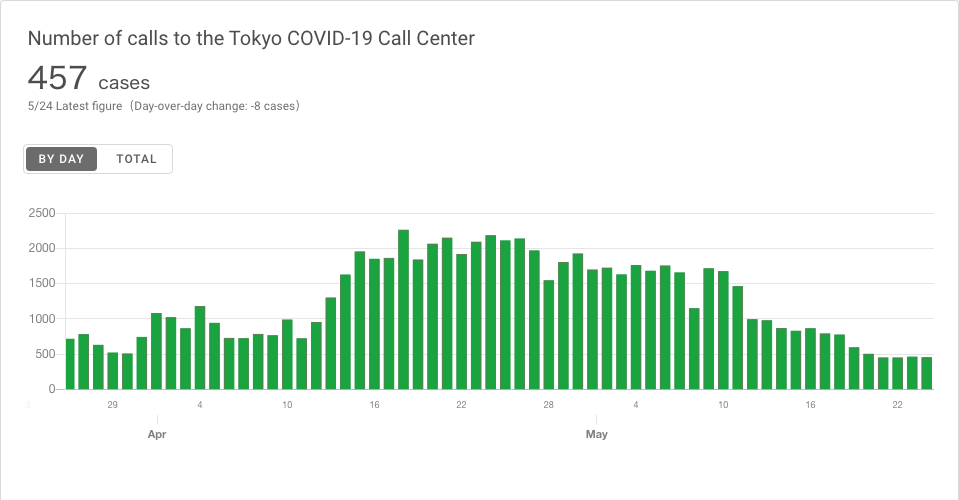 Number of calls to the Tokyo COVID-19 Call Center
457 cases
5/24 Latest figure（Day-over-day change: -8 cases）
BY DAY TOTAL
2500
2000
1500
1000
500
0
29 4 10 16 22 28 4 10 16 22
Apr May